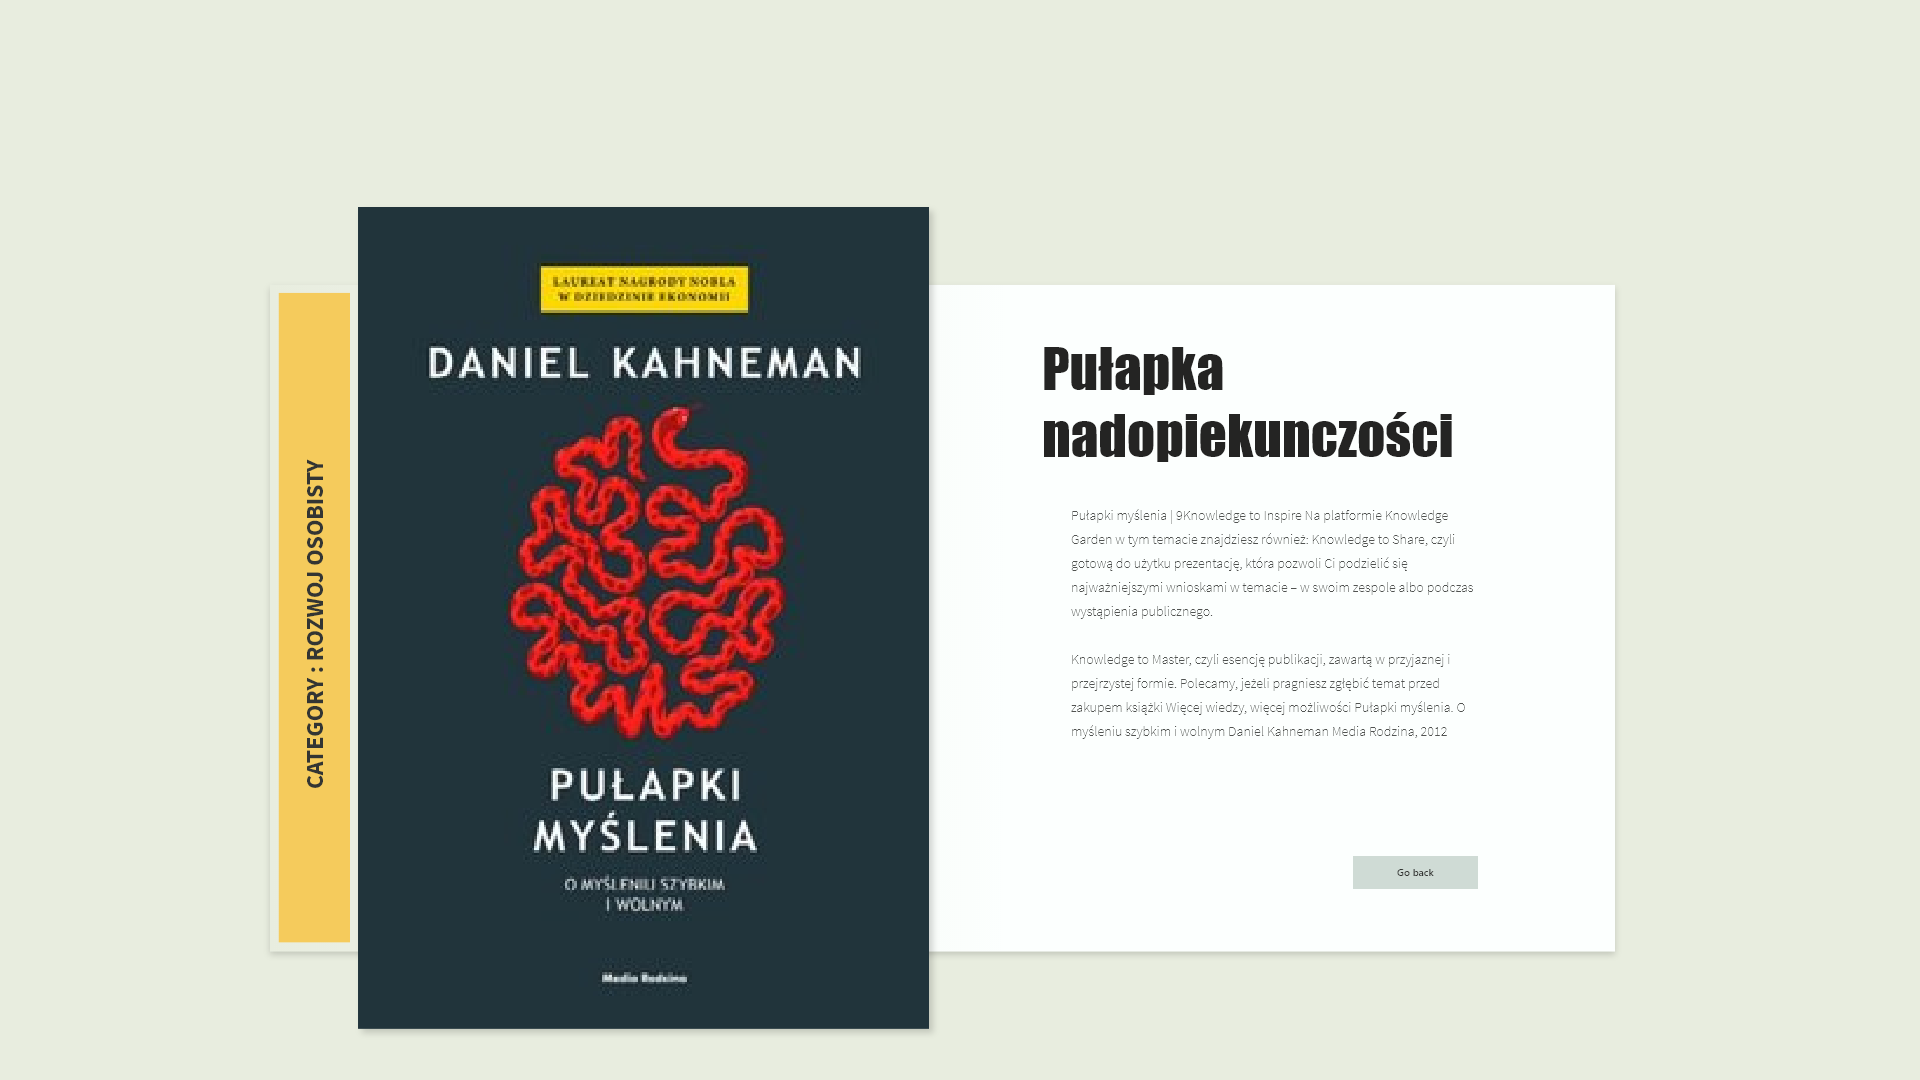 CATEGORY : ROZWOJ OSOBISTY
LAUREAT NAGRODY NOBLA
W DZIEDZINIE EKONOMII
DANIEL KAHNEMAN
PUŁAPKI
MYŚLENIA
O MYŚLENIU SZYBKIM
I WOLNYM
Media Rodzina
Pułapka
nadopiekunczości
Pułapki myślenia | 9Knowledge to Inspire Na platformie Knowledge
Garden w tym temacie znajdziesz również: Knowledge to Share, czyli
gotową do użytku prezentację, która pozwoli Ci podzielić się
najważniejszymi wnioskami w temacie – w swoim zespole albo podczas
wystąpienia publicznego.
Knowledge to Master, czyli esencję publikacji, zawartą w przyjaznej i
przejrzystej formie. Polecamy, jeżeli pragniesz zgłębić temat przed
zakupem książki Więcej wiedzy, więcej możliwości Pułapki myślenia. O
myśleniu szybkim i wolnym Daniel Kahneman Media Rodzina, 2012
Go back